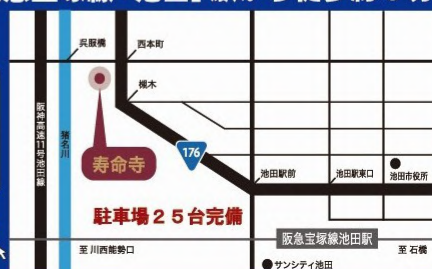 呉服橋
西本町
槻木
阪神高速11号池田線
猪名川
寿命寺
176
池田駅前
池田駅東口
池田市役所
駐車場25台完備
阪急宝塚線池田駅
至 川西能勢口
至 石橋
サンシティ池田